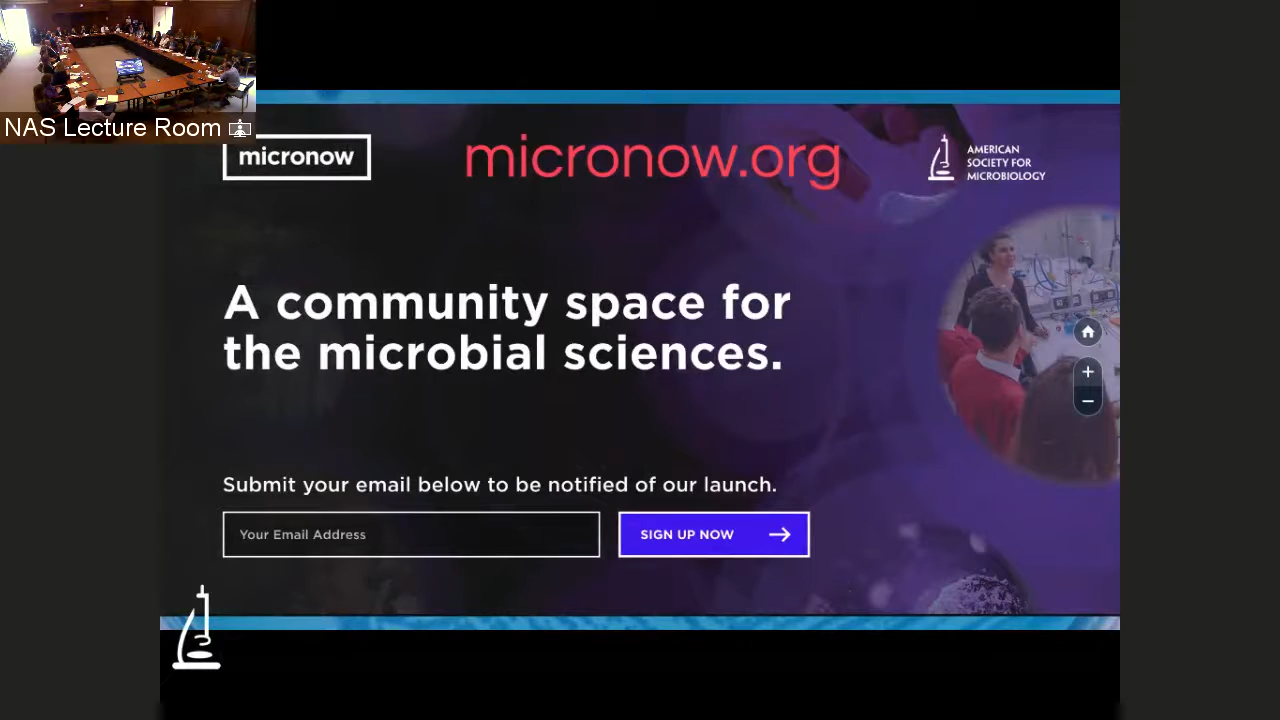 NAS Lecture Room
micronow
micronow.org
AMERICAN
SOCIETY FOR
MICROBIOLOGY
A community space for
the microbial sciences.
Submit your email below to be notified of our launch.
Your Email Address
SIGN UP NOW